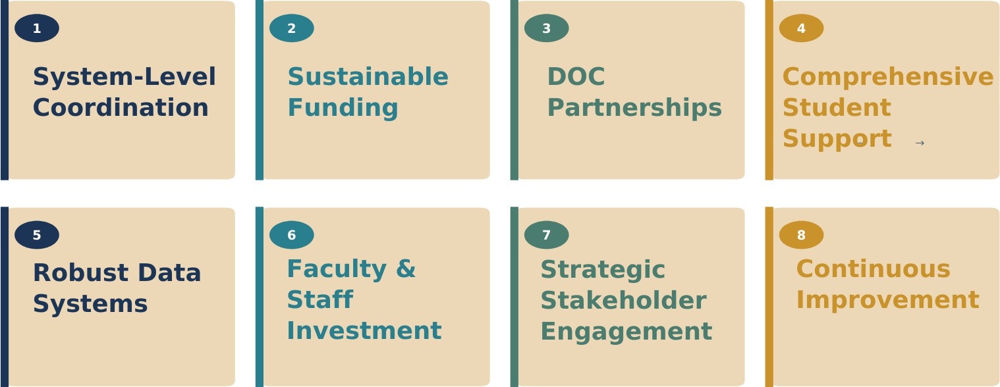 1
System-Level
Coordination
2
Sustainable
Funding
3
DOC
Partnerships
4
Comprehensive
Student
Support
→
5
Robust Data
Systems
6
Faculty &
Staff
Investment
7
Strategic
Stakeholder
Engagement
8
Continuous
Improvement